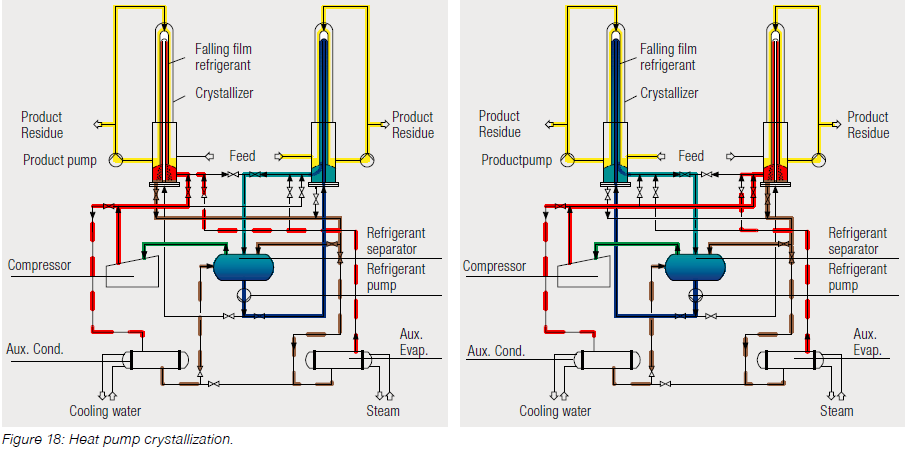 Falling film
refrigerant
Crystallizer
Product
Residue
Product
Residue
Product pump
Feed
Refrigerant
separator
Compressor
Refrigerant
pump
Aux. Cond.
Aux.
Evap.
Cooling water
Steam
Falling film
refrigerant
Crystallizer
Product
Residue
Product
Residue
Productpump
Feed
Refrigerant
separator
Compressor
Refrigerant
pump
Aux. Cond.
Aux.
Evap.
Cooling water
Steam
Figure 18: Heat pump crystallization.